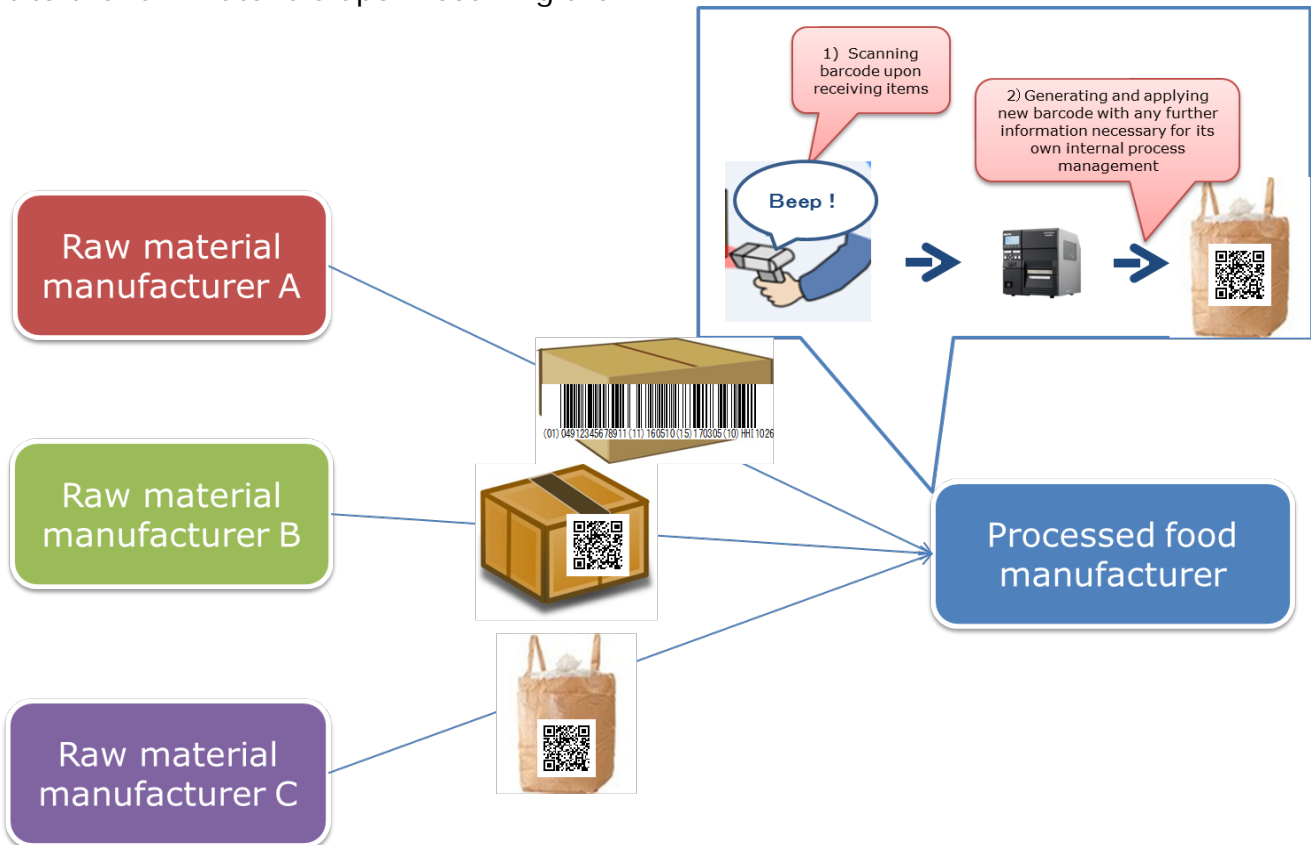 1) Scanning
barcode upon
receiving items
2) Generating and applying
new barcode with any further
information necessary for its
own internal process
management
Beep !
Raw material
manufacturer A
(01)04912345678911(11)160510(15)170305(10)HHI1026
Raw material
manufacturer B
Processed food
manufacturer
Raw material
manufacturer C